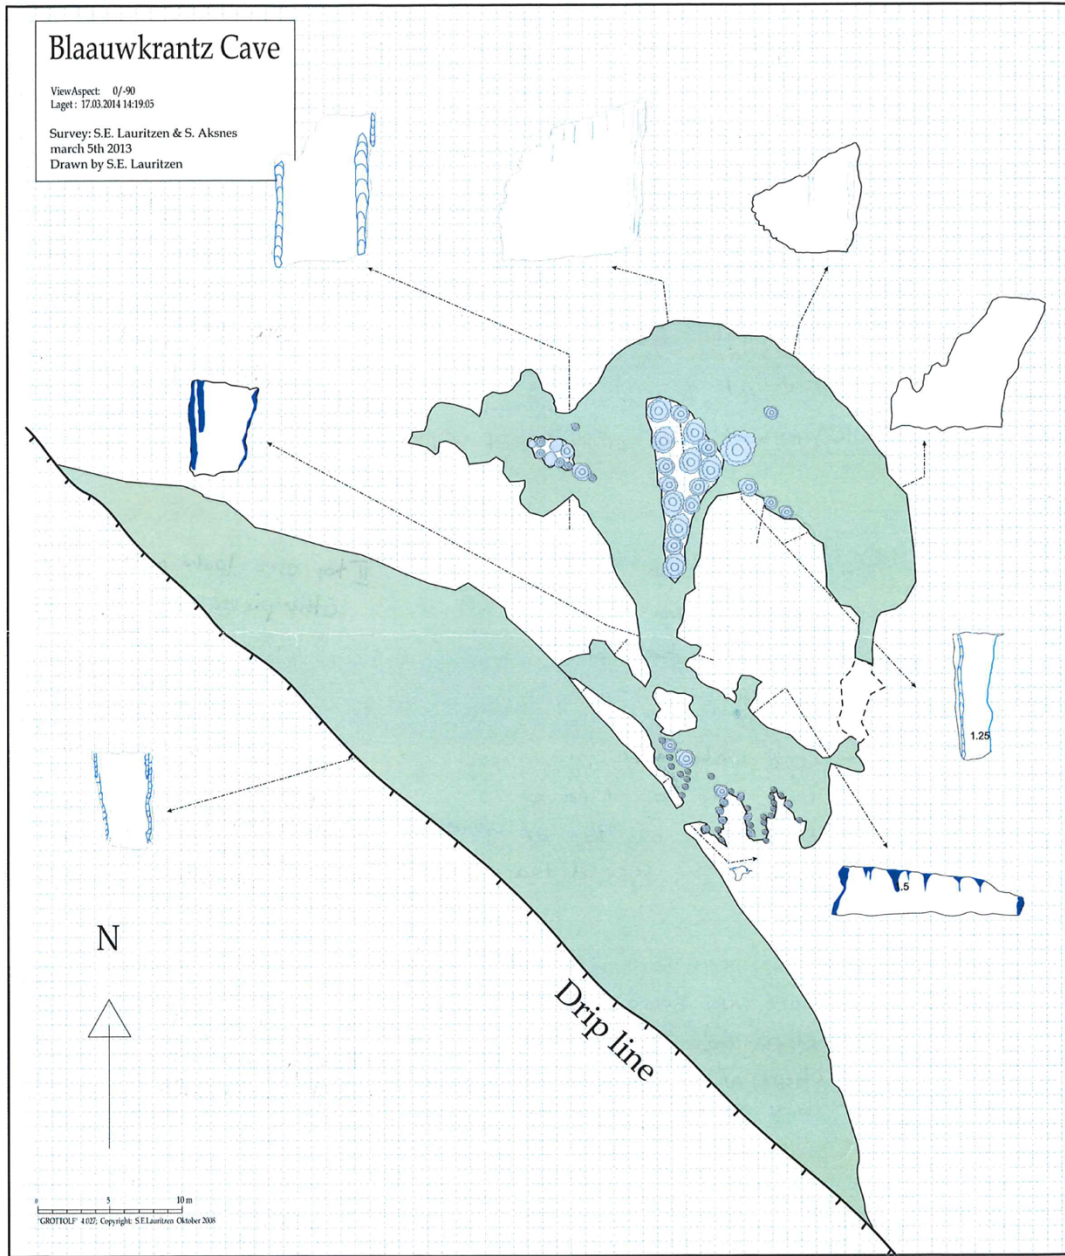 Blaauwkrantz Cave
ViewAspect: 0/-90
Laget : 17.03.2014 14:19:05
Survey: S.E. Lauritzen & S. Aksnes
march 5th 2013
Drawn by S.E. Lauritzen
1.25
.5
N
Drip line
0 5 10 m
"GROTTOLF" 4.027; Copyright: S.E.Lauritzen Oktober 2008